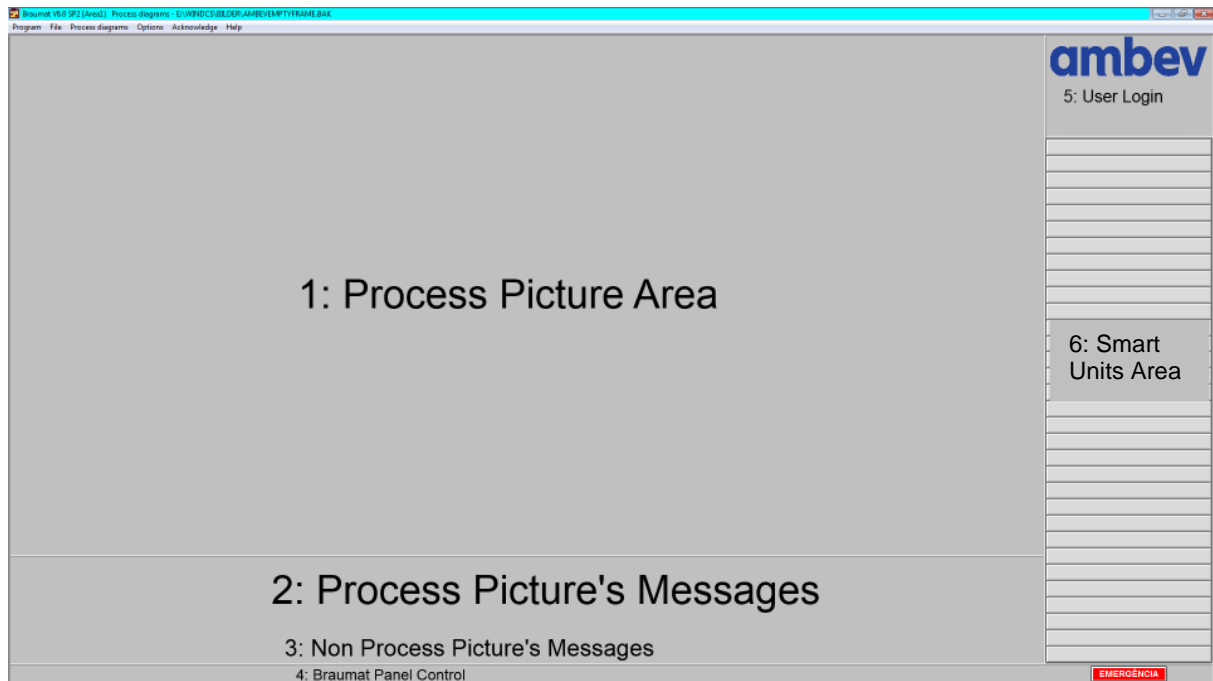 Braumat V6.0 SP2 (Area1) Process diagrams - E:\WINDCS\BILDER\AMBEVEMPTYFRAME.BAK
Program File Process diagrams Options Acknowledge Help
ambev
5: User Login
1: Process Picture Area
6: Smart
Units Area
2: Process Picture's Messages
3: Non Process Picture's Messages
4: Braumat Panel Control
EMERGÊNCIA